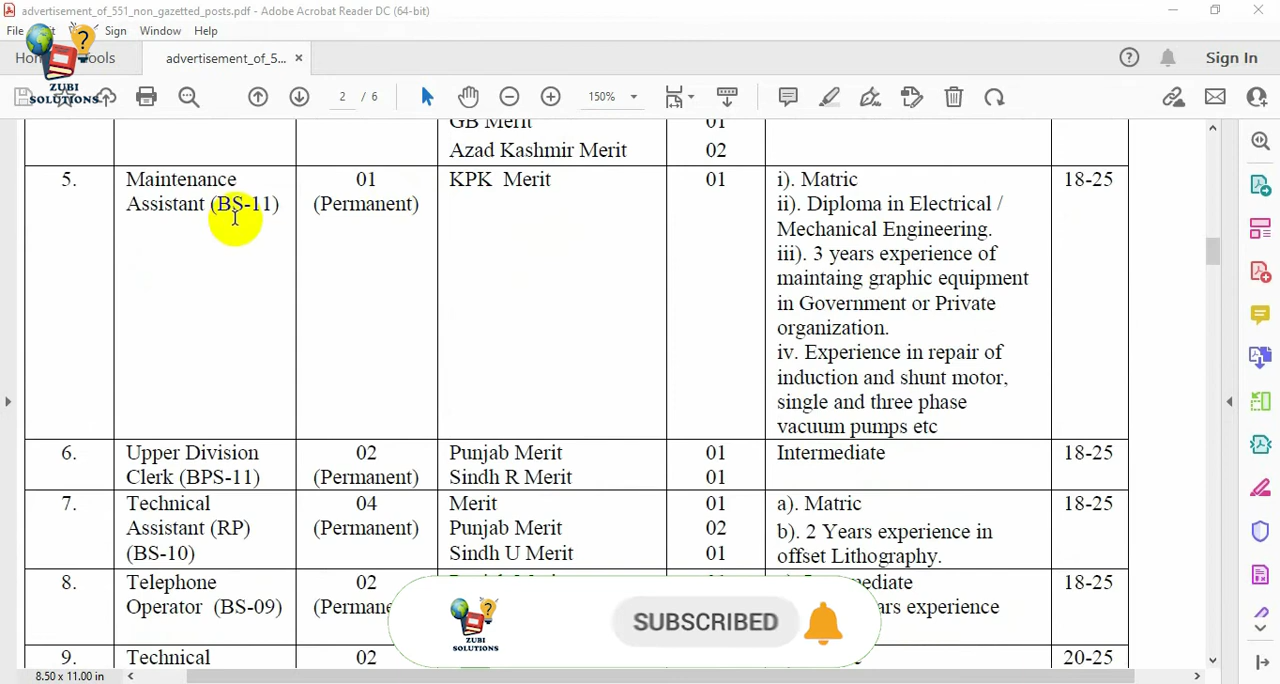 advertisement_of_551_non_gazetted_posts.pdf - Adobe Acrobat Reader DC (64-bit)
File Sign Window Help
Tools advertisement_of_5... × Sign In
ZUBI
SOLUTIONS
2 / 6 150%
GB Merit 01
Azad Kashmir Merit 02
5. Maintenance 01 KPK Merit 01 i). Matric 18-25
Assistant (BS-11) (Permanent) ii). Diploma in Electrical /
Mechanical Engineering.
iii). 3 years experience of
maintaing graphic equipment
in Government or Private
organization.
iv. Experience in repair of
induction and shunt motor,
single and three phase
vacuum pumps etc
6. Upper Division 02 Punjab Merit 01 Intermediate 18-25
Clerk (BPS-11) (Permanent) Sindh R Merit 01
7. Technical 04 Merit 01 a). Matric 18-25
Assistant (RP) (Permanent) Punjab Merit 02 b). 2 Years experience in
(BS-10) Sindh U Merit 01 offset Lithography.
8. Telephone 02 18-25
Operator (BS-09) experience
ZUBI
SOLUTIONS
SUBSCRIBED
9. Technical 02 20-25
8.50 x 11.00 in